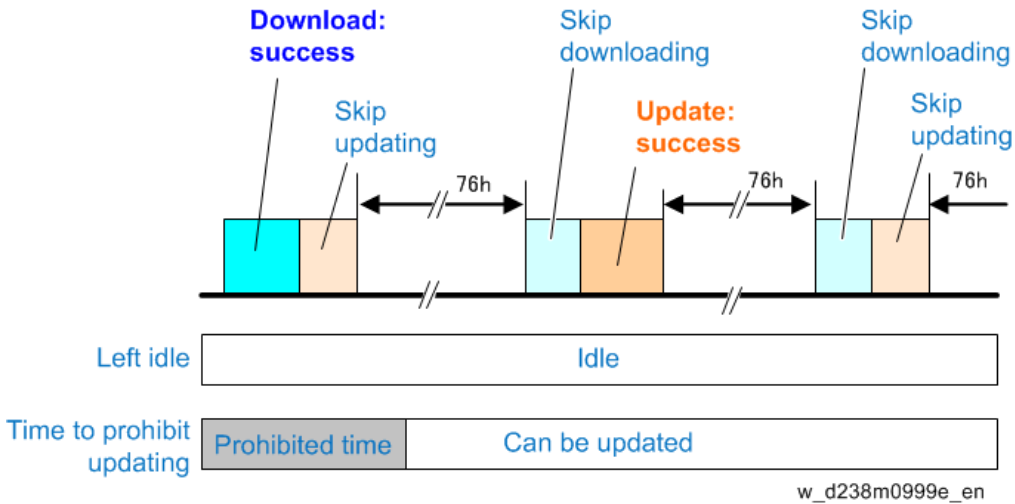 Download:
success
Skip
downloading
Skip
downloading
Skip
updating
Update:
success
Skip
updating
76h
76h
76h
Left idle
Idle
Time to prohibit
updating
Prohibited time
Can be updated
w_d238m0999e_en